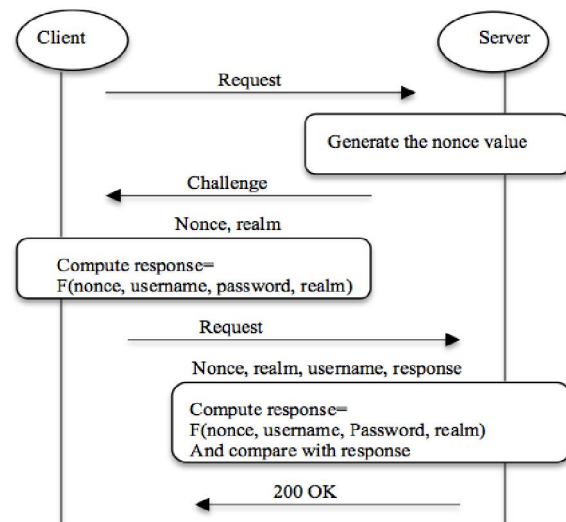 Client
Server
Request
Generate the nonce value
Challenge
Nonce, realm
Compute response=
F(nonce, username, password, realm)
Request
Nonce, realm, username, response
Compute response=
F(nonce, username, Password, realm)
And compare with response
200 OK